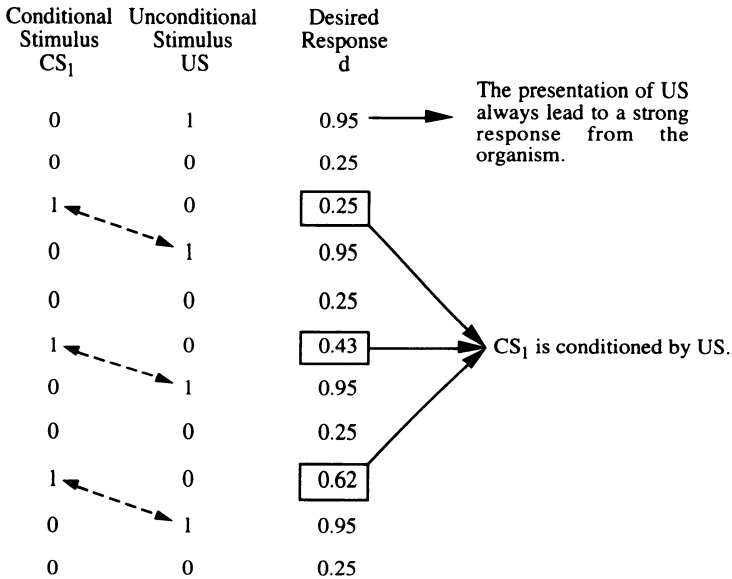 Conditional Unconditional Desired
Stimulus Stimulus Response
CS1 US d
The presentation of US
always lead to a strong
response from the
organism.
0 1 0.95
0 0 0.25
1 0 0.25
0 1 0.95
0 0 0.25
1 0 0.43 CS1 is conditioned by US.
0 1 0.95
0 0 0.25
1 0 0.62
0 1 0.95
0 0 0.25